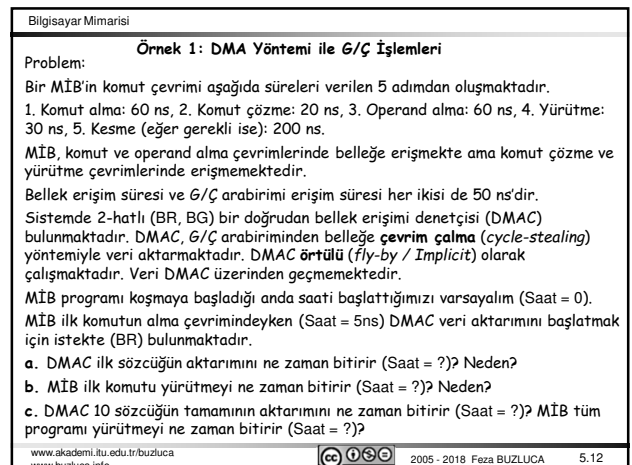 Bilgisayar Mimarisi
Örnek 1: DMA Yöntemi ile G/Ç İşlemleri
Problem:
Bir MİB'in komut çevrimi aşağıda süreleri verilen 5 adımdan oluşmaktadır.
1. Komut alma: 60 ns, 2. Komut çözme: 20 ns, 3. Operand alma: 60 ns, 4. Yürütme:
30 ns, 5. Kesme (eğer gerekli ise): 200 ns.
MİB, komut ve operand alma çevrimlerinde belleğe erişmekte ama komut çözme ve
yürütme çevrimlerinde erişmemektedir.
Bellek erişim süresi ve G/Ç arabirimi erişim süresi her ikisi de 50 ns'dir.
Sistemde 2-hatlı (BR, BG) bir doğrudan bellek erişimi denetçisi (DMAC)
bulunmaktadır. DMAC, G/Ç arabiriminden belleğe çevrim çalma (cycle-stealing)
yöntemiyle veri aktarmaktadır. DMAC örtülü (fly-by / Implicit) olarak
çalışmaktadır. Veri DMAC üzerinden geçmemektedir.
MİB programı koşmaya başladığı anda saati başlattığımızı varsayalım (Saat = 0).
MİB ilk komutun alma çevrimindeyken (Saat = 5ns) DMAC veri aktarımını başlatmak
için istekte (BR) bulunmaktadır.
a. DMAC ilk sözcüğün aktarımını ne zaman bitirir (Saat = ?)? Neden?
b. MİB ilk komutu yürütmeyi ne zaman bitirir (Saat = ?)? Neden?
c. DMAC 10 sözcüğün tamamının aktarımını ne zaman bitirir (Saat = ?)? MİB tüm
programı yürütmeyi ne zaman bitirir (Saat = ?)?
www.akademi.itu.edu.tr/buzluca
www.buzluca.info
cc
2005 - 2018 Feza BUZLUCA
5.12